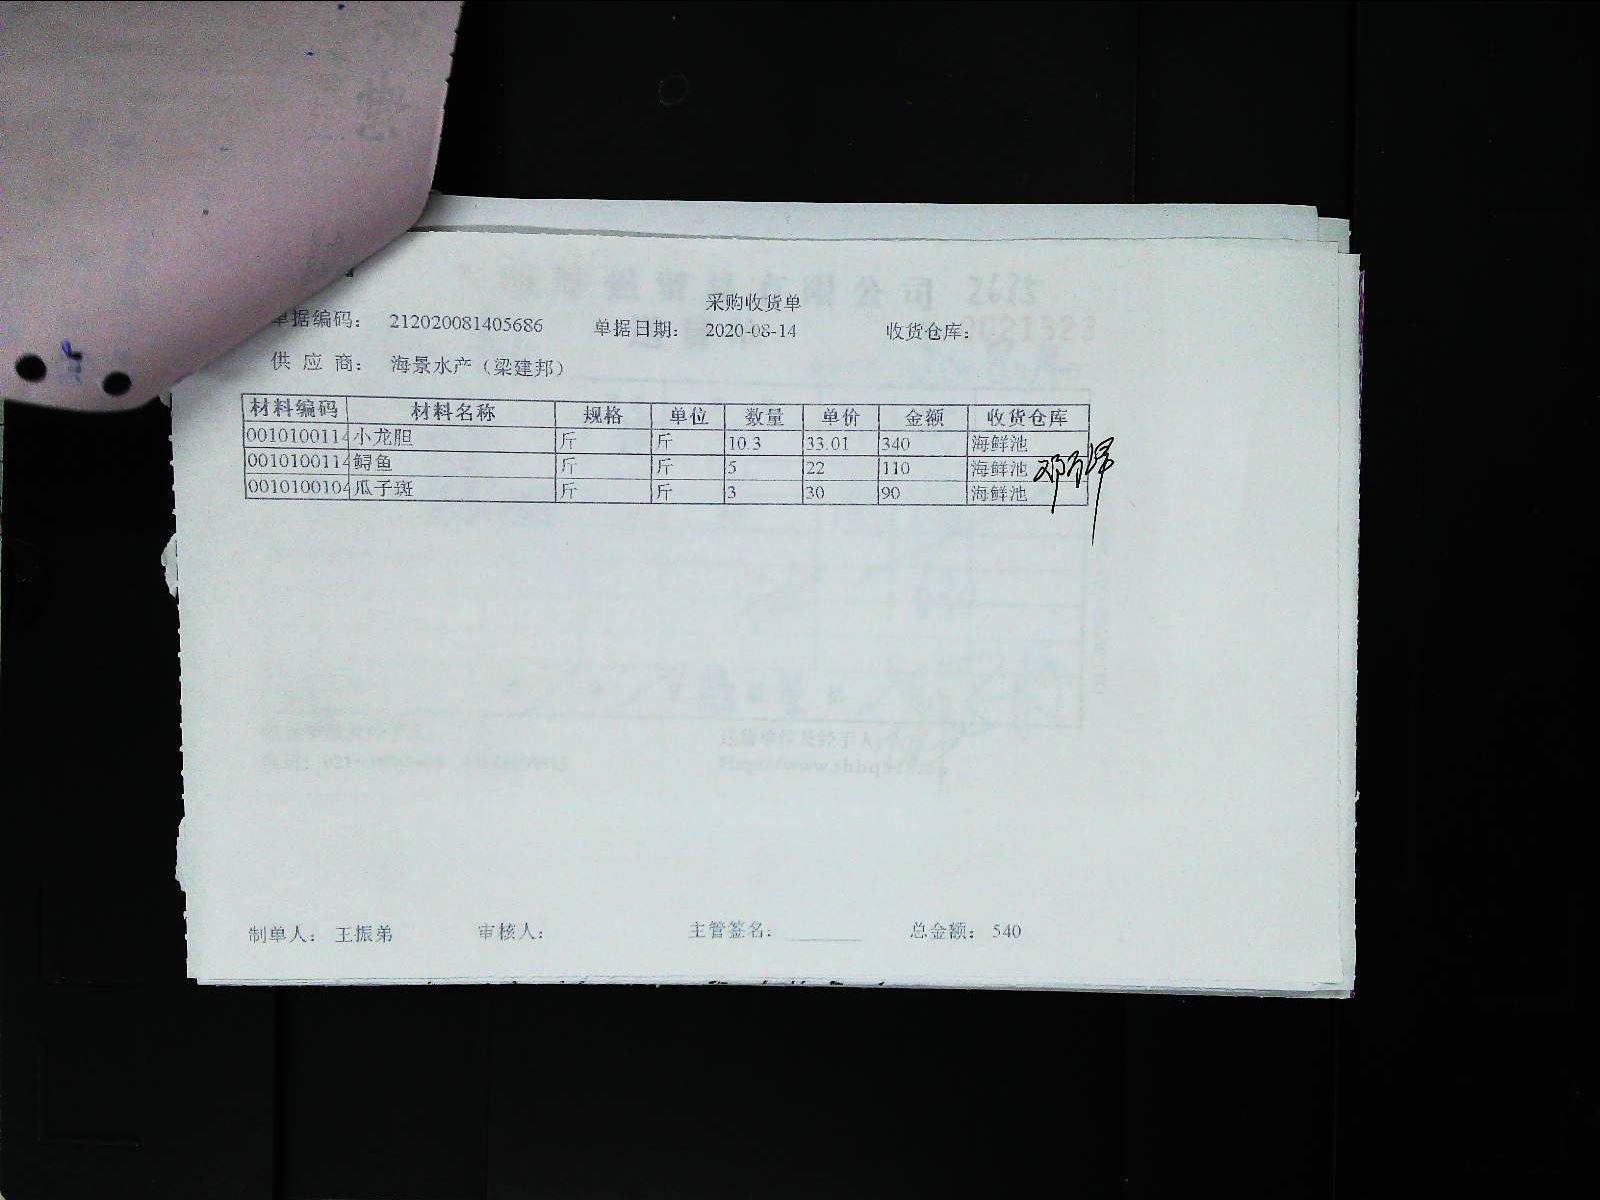 采购收货单
单据编码： 212020081405686 单据日期： 2020-08-14 收货仓库：
供 应 商： 海景水产（梁建邦）
材料编码 材料名称 规格 单位 数量 单价 金额 收货仓库
0010100114 小龙胆 斤 斤 10.3 33.01 340 海鲜池
0010100114 鲟鱼 斤 斤 5 22 110 海鲜池
0010100104 瓜子斑 斤 斤 3 30 90 海鲜池
制单人： 王振弟 审核人： 主管签名： 总金额： 540